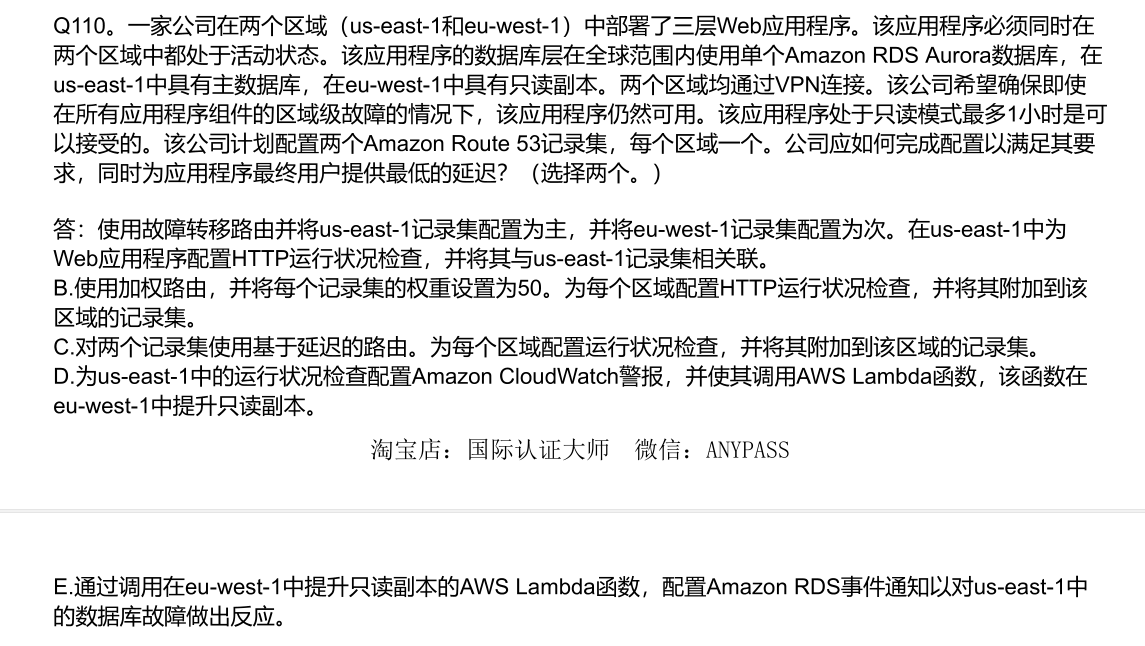 Q110。一家公司在两个区域（us-east-1和eu-west-1）中部署了三层Web应用程序。该应用程序必须同时在
两个区域中都处于活动状态。该应用程序的数据库层在全球范围内使用单个Amazon RDS Aurora数据库，在
us-east-1中具有主数据库，在eu-west-1中具有只读副本。两个区域均通过VPN连接。该公司希望确保即使
在所有应用程序组件的区域级故障的情况下，该应用程序仍然可用。该应用程序处于只读模式最多1小时是可
以接受的。该公司计划配置两个Amazon Route 53记录集，每个区域一个。公司应如何完成配置以满足其要
求，同时为应用程序最终用户提供最低的延迟？（选择两个。）
答：使用故障转移路由并将us-east-1记录集配置为主，并将eu-west-1记录集配置为次。在us-east-1中为
Web应用程序配置HTTP运行状况检查，并将其与us-east-1记录集相关联。
B.使用加权路由，并将每个记录集的权重设置为50。为每个区域配置HTTP运行状况检查，并将其附加到该
区域的记录集。
C.对两个记录集使用基于延迟的路由。为每个区域配置运行状况检查，并将其附加到该区域的记录集。
D.为us-east-1中的运行状况检查配置Amazon CloudWatch警报，并使其调用AWS Lambda函数，该函数在
eu-west-1中提升只读副本。
淘宝店：国际认证大师 微信：ANYPASS
E.通过调用在eu-west-1中提升只读副本的AWS Lambda函数，配置Amazon RDS事件通知以对us-east-1中
的数据库故障做出反应。